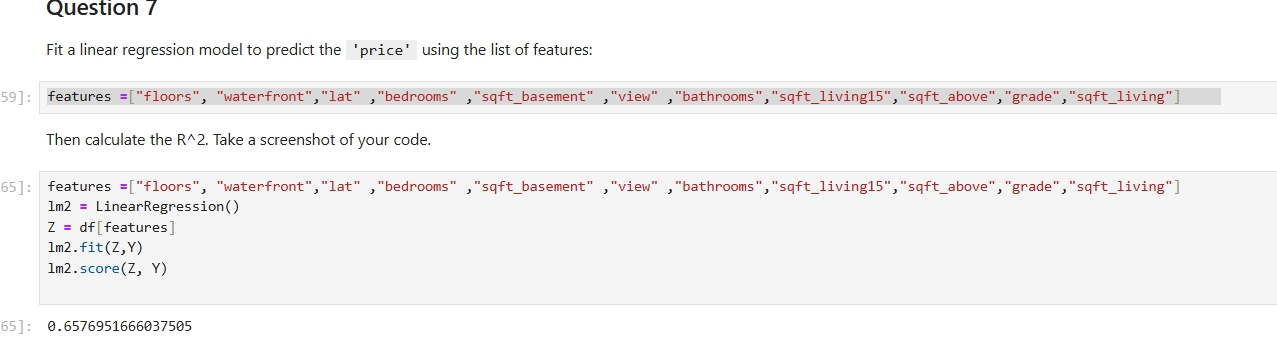 Question 7
Fit a linear regression model to predict the 'price' using the list of features:
59]: features =["floors", "waterfront","lat" ,"bedrooms" ,"sqft_basement" ,"view" ,"bathrooms","sqft_living15","sqft_above","grade","sqft_living"]
Then calculate the R^2. Take a screenshot of your code.
65]: features =["floors", "waterfront","lat" ,"bedrooms" ,"sqft_basement" ,"view" ,"bathrooms","sqft_living15","sqft_above","grade","sqft_living"]
lm2 = LinearRegression()
Z = df[features]
lm2.fit(Z,Y)
lm2.score(Z, Y)
65]: 0.6576951666037505